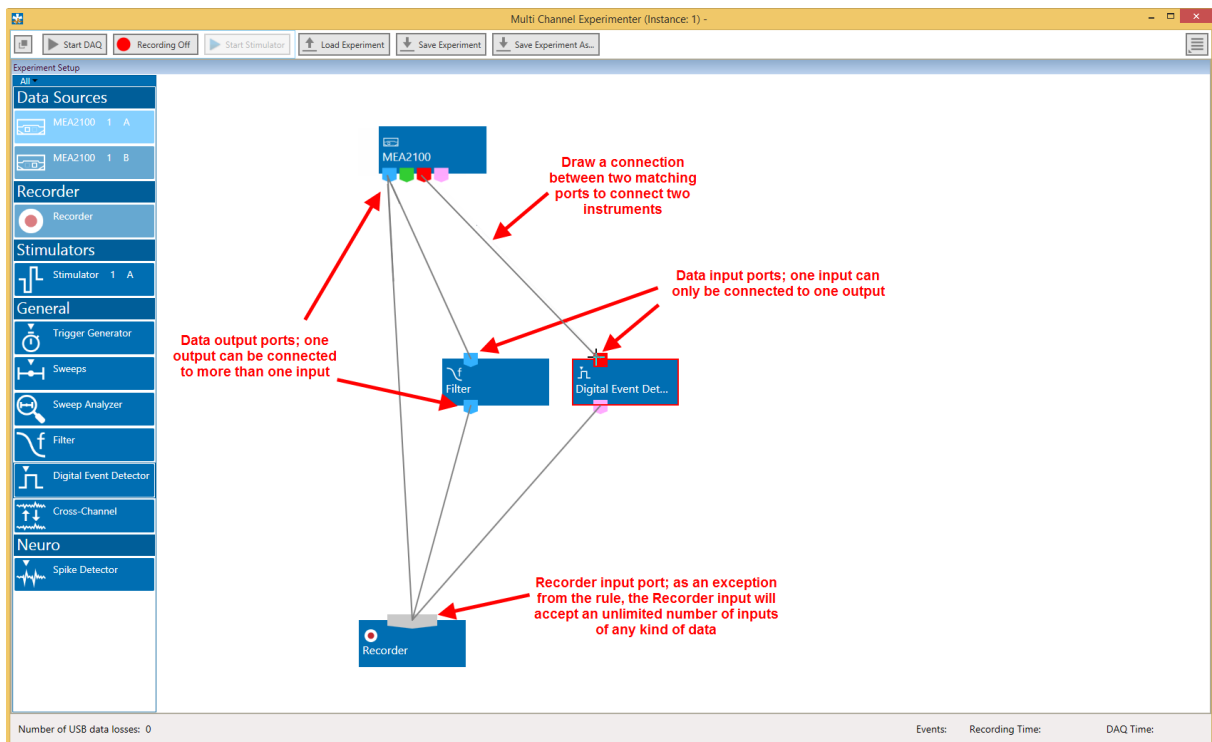 Multi Channel Experimenter (Instance: 1) -
Start DAQ
Recording Off
Start Stimulator
Load Experiment
Save Experiment
Save Experiment As...
Experiment Setup
All
Data Sources
MEA2100 1 A
MEA2100 1 B
Recorder
Recorder
Stimulators
Stimulator 1 A
General
Trigger Generator
Sweeps
Sweep Analyzer
Filter
Digital Event Detector
Cross-Channel
Neuro
Spike Detector
MEA2100
Draw a connection
between two matching
ports to connect two
instruments
Data input ports; one input can
only be connected to one output
Data output ports; one
output can be connected
to more than one input
Filter
Digital Event Det...
Recorder input port; as an exception
from the rule, the Recorder input will
accept an unlimited number of inputs
of any kind of data
Recorder
Number of USB data losses: 0
Events:
Recording Time:
DAQ Time: